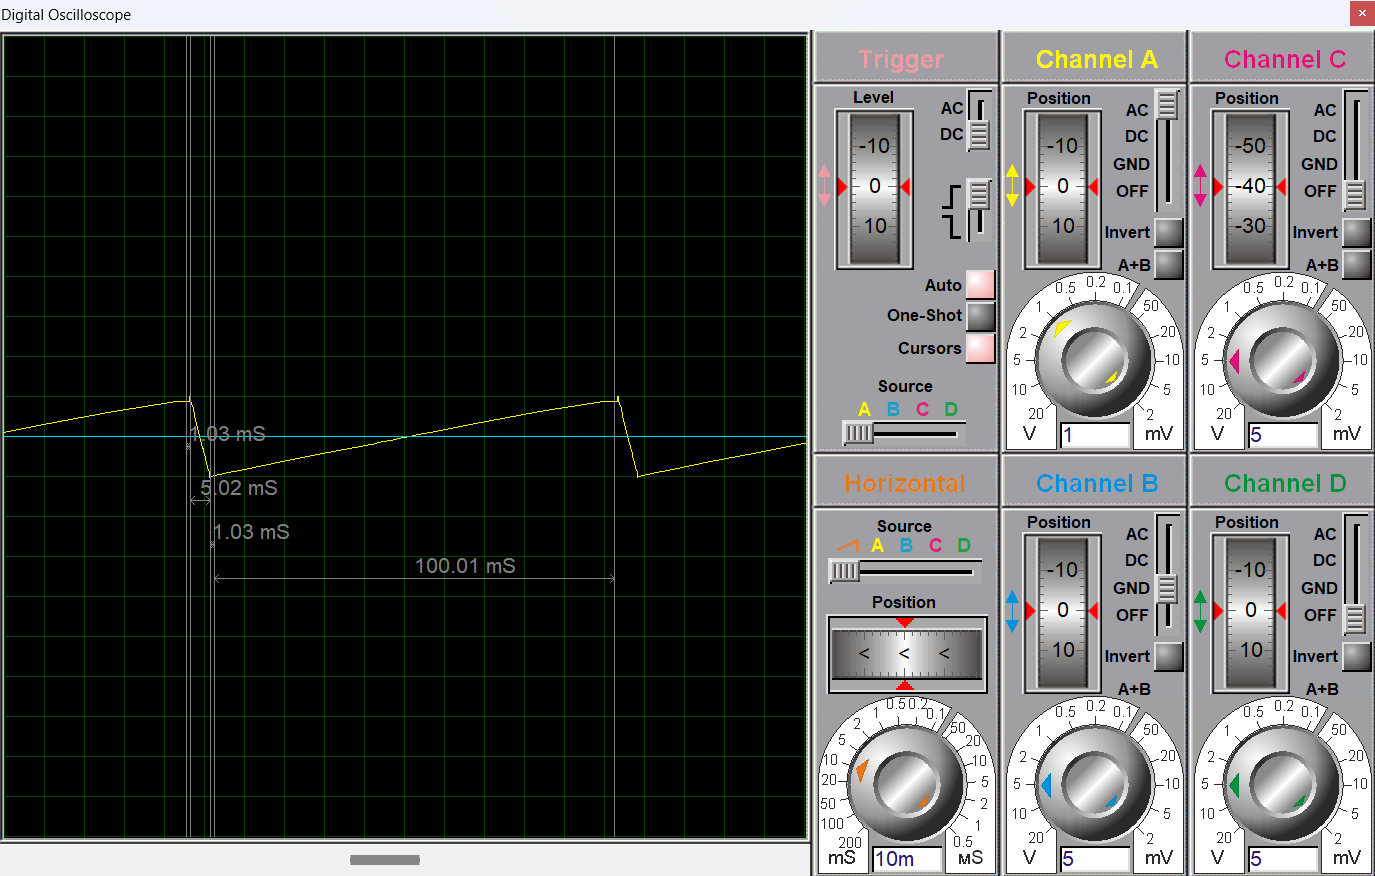 Digital Oscilloscope
1.03 mS
5.02 mS
1.03 mS
100.01 mS
Trigger
Level
-10
0
10
AC
DC
Auto
One-Shot
Cursors
Source
A B C D
Channel A
Position
-10
0
10
AC
DC
GND
OFF
Invert
A+B
0.5 0.2 0.1
1 50
2 20
5 10
10 5
20 2
V 1 mV
Channel C
Position
-50
-40
-30
AC
DC
GND
OFF
Invert
A+B
0.5 0.2 0.1
1 50
2 20
5 10
10 5
20 2
V 5 mV
Horizontal
Source
A B C D
Position
< < <
1 0.5 0.2 0.1
2 50
5 20
10 10
20 5
50 2
100 1
200 0.5
mS 10m мS
Channel B
Position
-10
0
10
AC
DC
GND
OFF
Invert
A+B
0.5 0.2 0.1
1 50
2 20
5 10
10 5
20 2
V 5 mV
Channel D
Position
-10
0
10
AC
DC
GND
OFF
Invert
A+B
0.5 0.2 0.1
1 50
2 20
5 10
10 5
20 2
V 5 mV